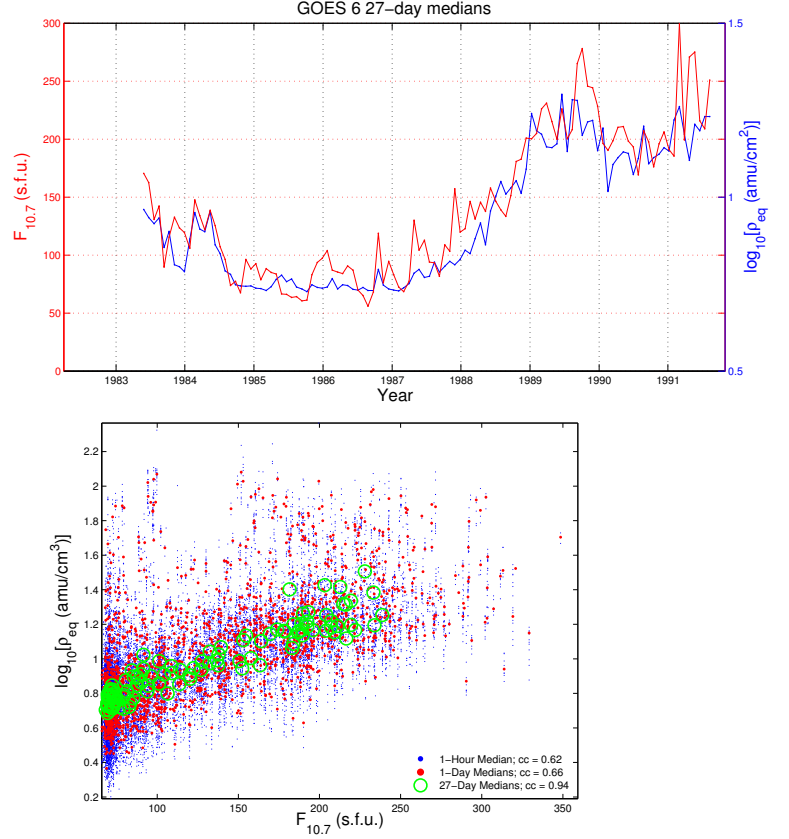 GOES 6 27−day medians
300
250
200
150
100
50
0
F10.7 (s.f.u.)
1.5
1
0.5
log10[ρeq (amu/cm2)]
1983 1984 1985 1986 1987 1988 1989 1990 1991
Year
2.2
2
1.8
1.6
1.4
1.2
1
0.8
0.6
0.4
0.2
log10[ρeq (amu/cm3)]
1−Hour Median; cc = 0.62
1−Day Medians; cc = 0.66
27−Day Medians; cc = 0.94
100 150 200 250 300 350
F10.7 (s.f.u.)